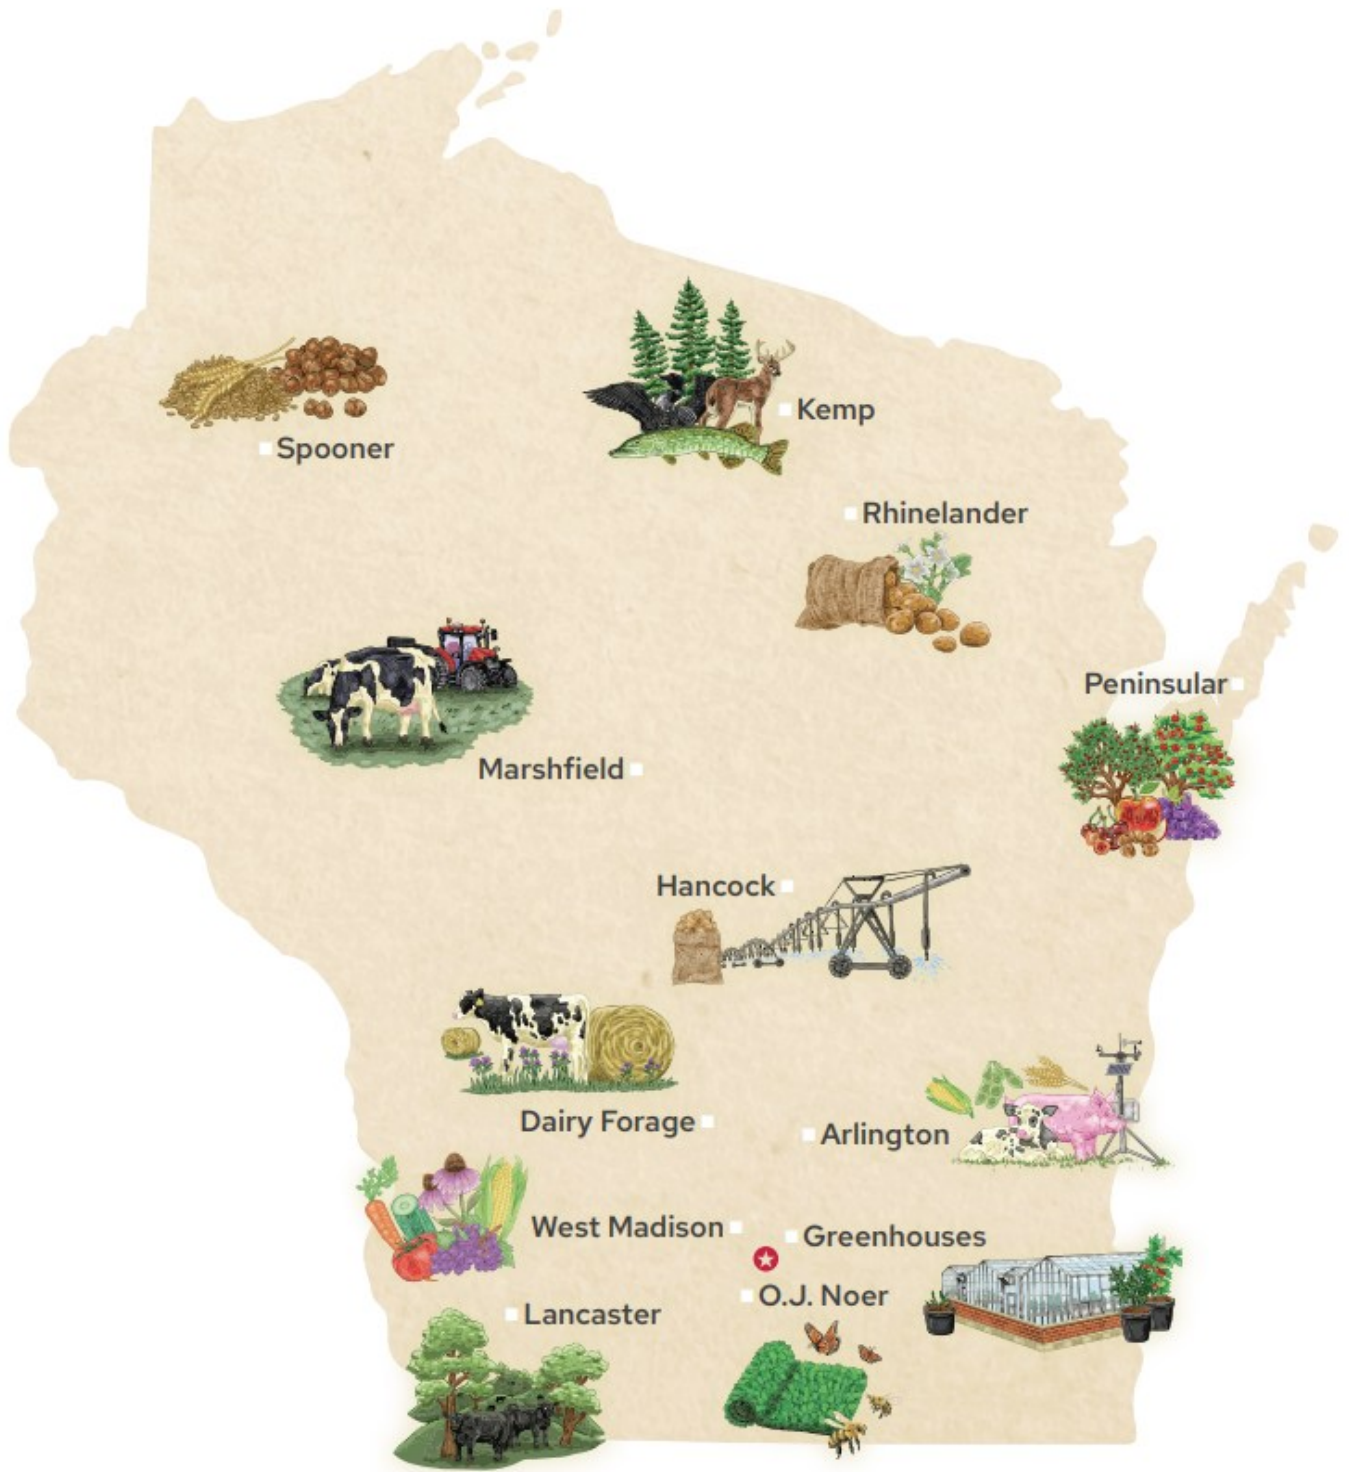 Kemp
Spooner
Rhinelander
Peninsular
Marshfield
Hancock
Dairy Forage
Arlington
West Madison
Greenhouses
O.J. Noer
Lancaster